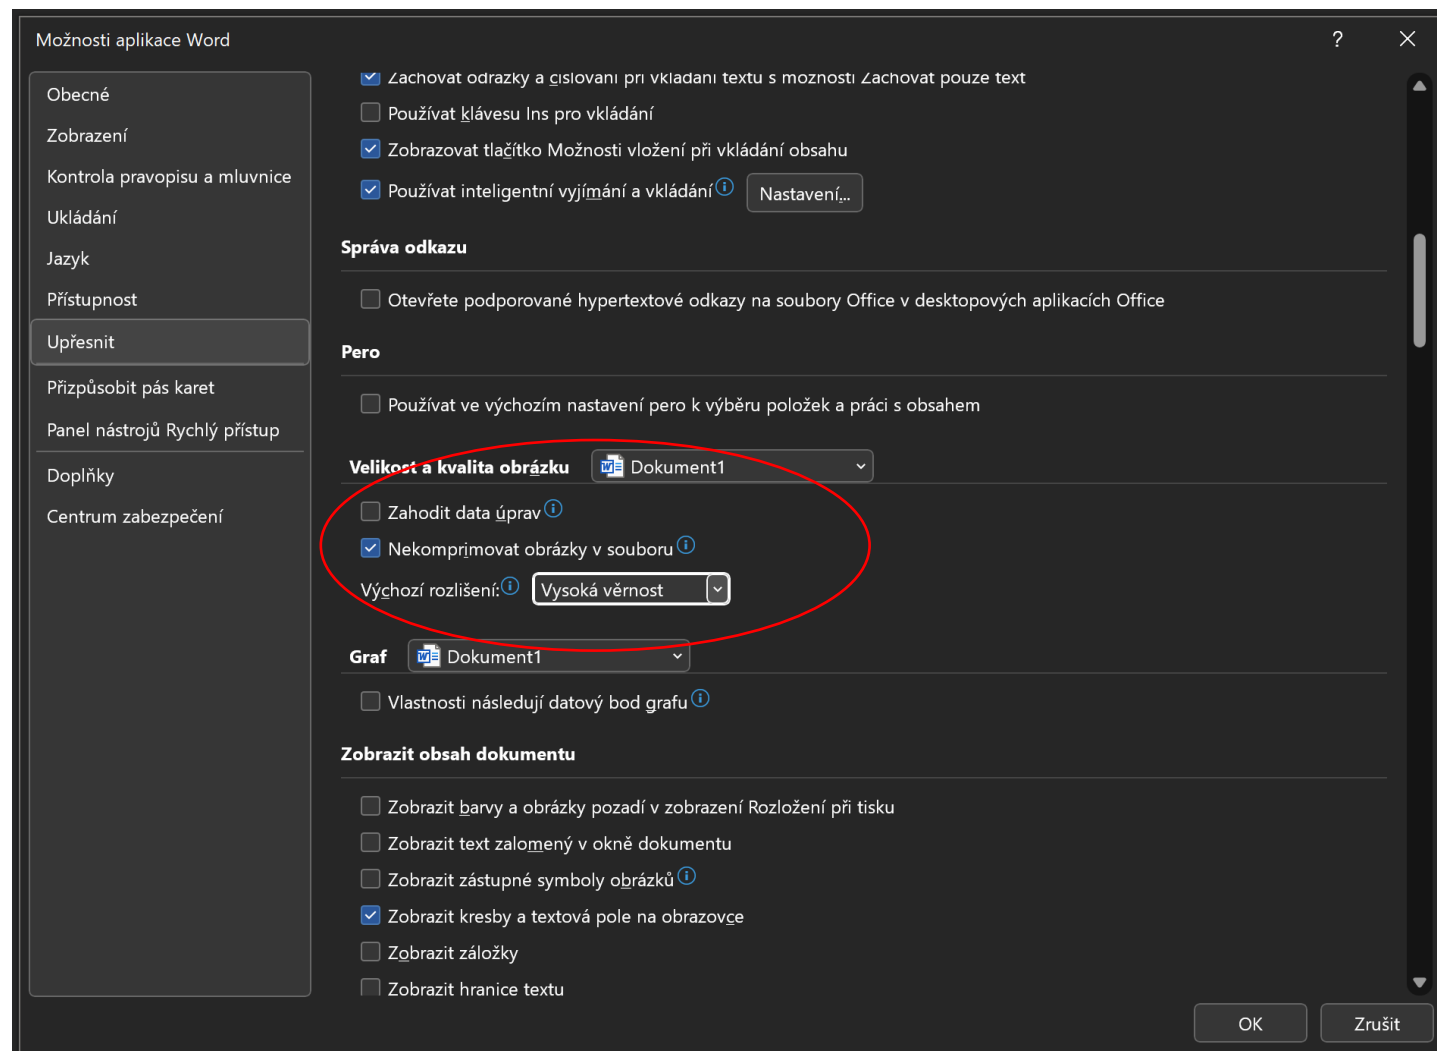 Možnosti aplikace Word
?
Obecné
Zobrazení
Kontrola pravopisu a mluvnice
Ukládání
Jazyk
Přístupnost
Upřesnit
Přizpůsobit pás karet
Panel nástrojů Rychlý přístup
Doplňky
Centrum zabezpečení
Zachovat odrážky a číslování při vkládání textu s možností Zachovat pouze text
Používat klávesu Ins pro vkládání
Zobrazovat tlačítko Možnosti vložení při vkládání obsahu
Používat inteligentní vyjímání a vkládání Nastavení...
Správa odkazu
Otevřete podporované hypertextové odkazy na soubory Office v desktopových aplikacích Office
Pero
Používat ve výchozím nastavení pero k výběru položek a práci s obsahem
Velikost a kvalita obrázku Dokument1
Zahodit data úprav
Nekomprimovat obrázky v souboru
Výchozí rozlišení: Vysoká věrnost
Graf Dokument1
Vlastnosti následují datový bod grafu
Zobrazit obsah dokumentu
Zobrazit barvy a obrázky pozadí v zobrazení Rozložení při tisku
Zobrazit text zalomený v okně dokumentu
Zobrazit zástupné symboly obrázků
Zobrazit kresby a textová pole na obrazovce
Zobrazit záložky
Zobrazit hranice textu
OK Zrušit